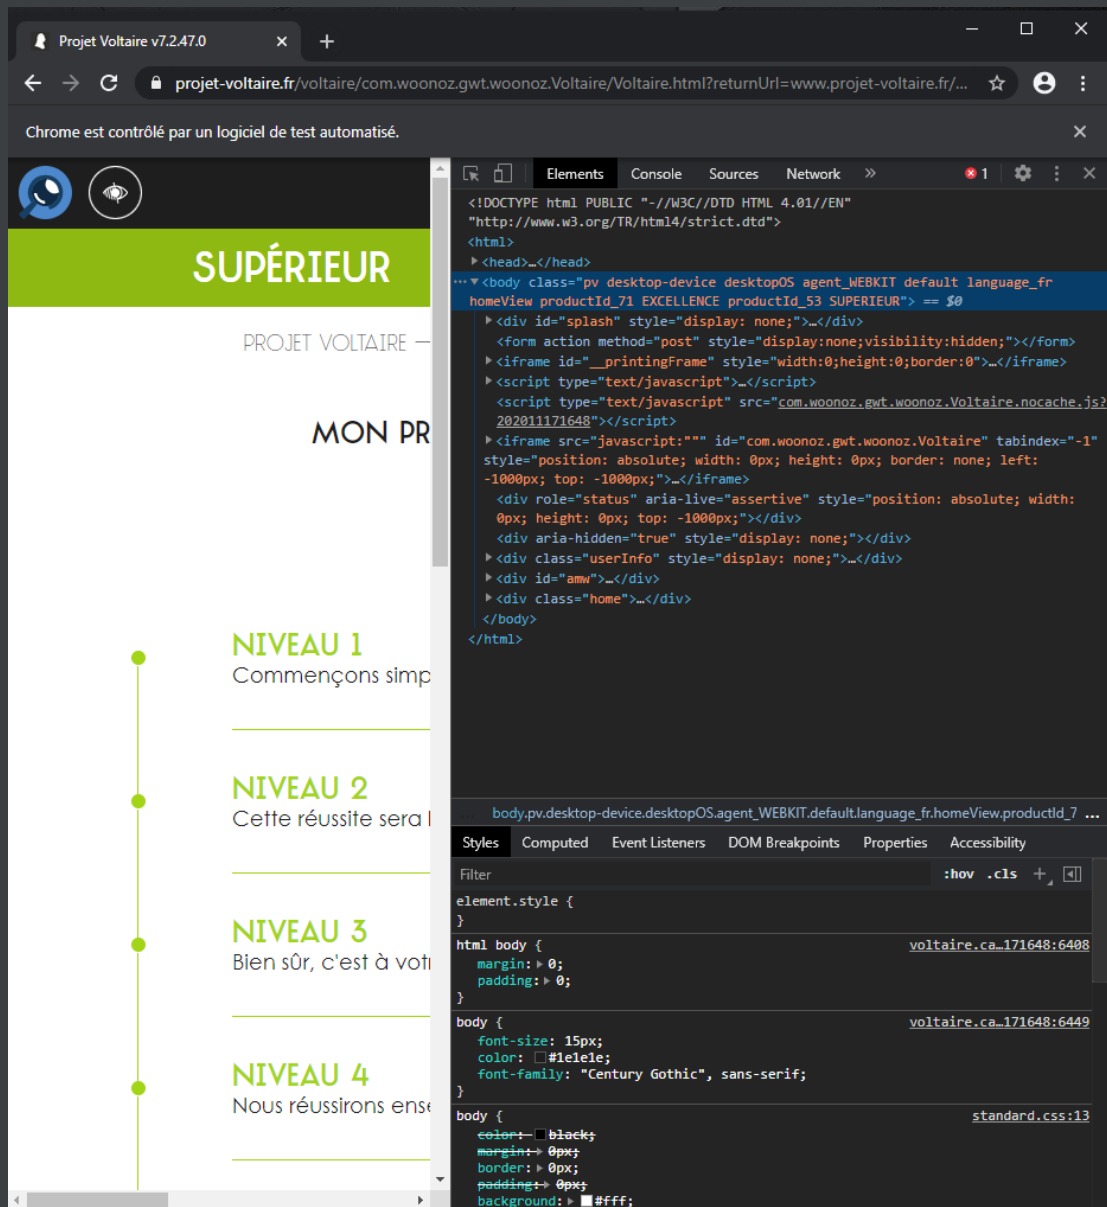 Projet Voltaire v7.2.47.0
projet-voltaire.fr/voltaire/com.woonoz.gwt.woonoz.Voltaire/Voltaire.html?returnUrl=www.projet-voltaire.fr/...
Chrome est contrôlé par un logiciel de test automatisé.
SUPÉRIEUR
PROJET VOLTAIRE —
MON PR
NIVEAU 1
Commençons simp
NIVEAU 2
Cette réussite sera
NIVEAU 3
Bien sûr, c'est à votr
NIVEAU 4
Nous réussirons ense
Elements Console Sources Network » 1
<!DOCTYPE html PUBLIC "-//W3C//DTD HTML 4.01//EN"
"http://www.w3.org/TR/html4/strict.dtd">
<html>
<head>…</head>
<body class="pv desktop-device desktopOS agent_WEBKIT default language_fr
homeView productId_71 EXCELLENCE productId_53 SUPERIEUR"> == $0
<div id="splash" style="display: none;">…</div>
<form action method="post" style="display:none;visibility:hidden;"></form>
<iframe id="__printingFrame" style="width:0;height:0;border:0">…</iframe>
<script type="text/javascript">…</script>
<script type="text/javascript" src="com.woonoz.gwt.woonoz.Voltaire.nocache.js?
202011171648"></script>
<iframe src="javascript:""" id="com.woonoz.gwt.woonoz.Voltaire" tabindex="-1"
style="position: absolute; width: 0px; height: 0px; border: none; left:
-1000px; top: -1000px;">…</iframe>
<div role="status" aria-live="assertive" style="position: absolute; width:
0px; height: 0px; top: -1000px;"></div>
<div aria-hidden="true" style="display: none;"></div>
<div class="userInfo" style="display: none;">…</div>
<div id="amw">…</div>
<div class="home">…</div>
</body>
</html>
... body.pv.desktop-device.desktopOS.agent_WEBKIT.default.language_fr.homeView.productId_7 ...
Styles Computed Event Listeners DOM Breakpoints Properties Accessibility
Filter :hov .cls +
element.style {
}
html body { voltaire.ca…171648:6408
margin: 0;
padding: 0;
}
body { voltaire.ca…171648:6449
font-size: 15px;
color: #1e1e1e;
font-family: "Century Gothic", sans-serif;
}
body { standard.css:13
color: black;
margin: 0px;
border: 0px;
padding: 0px;
background: #fff;